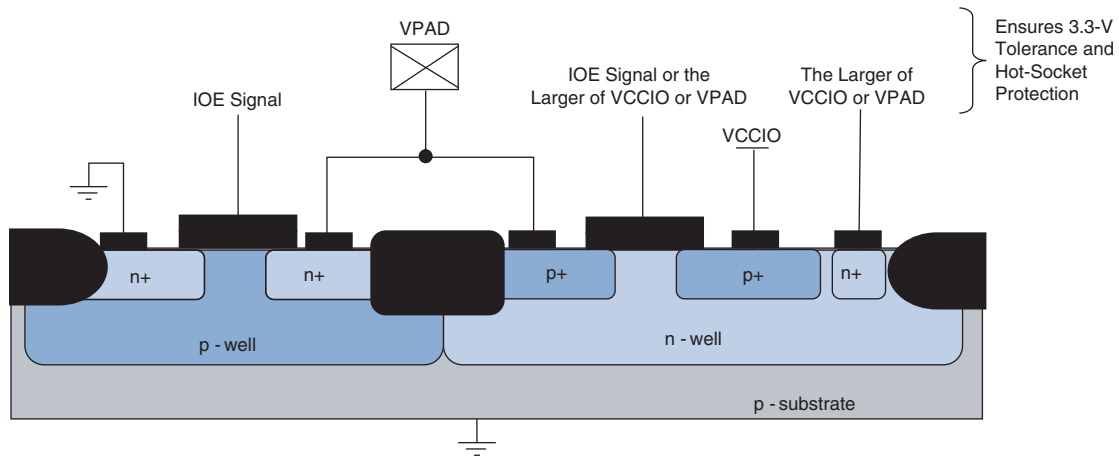 VPAD
Ensures 3.3-V
Tolerance and
Hot-Socket
Protection
IOE Signal
IOE Signal or the
Larger of VCCIO or VPAD
The Larger of
VCCIO or VPAD
VCCIO
n+
n+
p+
p+
n+
p - well
n - well
p - substrate